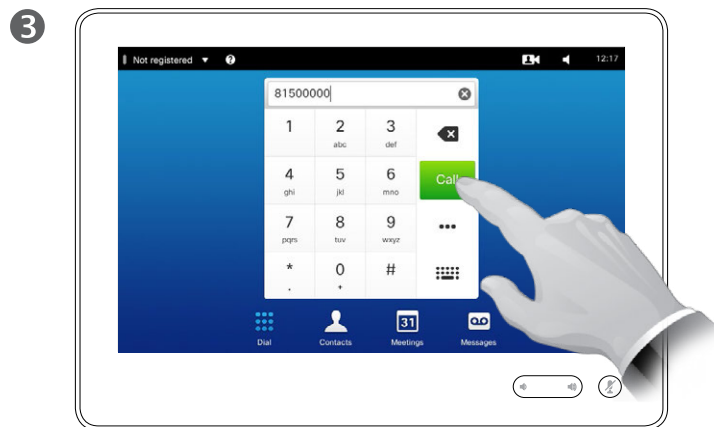 3
Not registered ▼ ? 12:17
81500000
1 2 3
abc def
Call
4 5 6
ghi jkl mno
7 8 9 •••
pqrs tuv wxyz
* 0 #
. +
31
Dial Contacts Meetings Messages